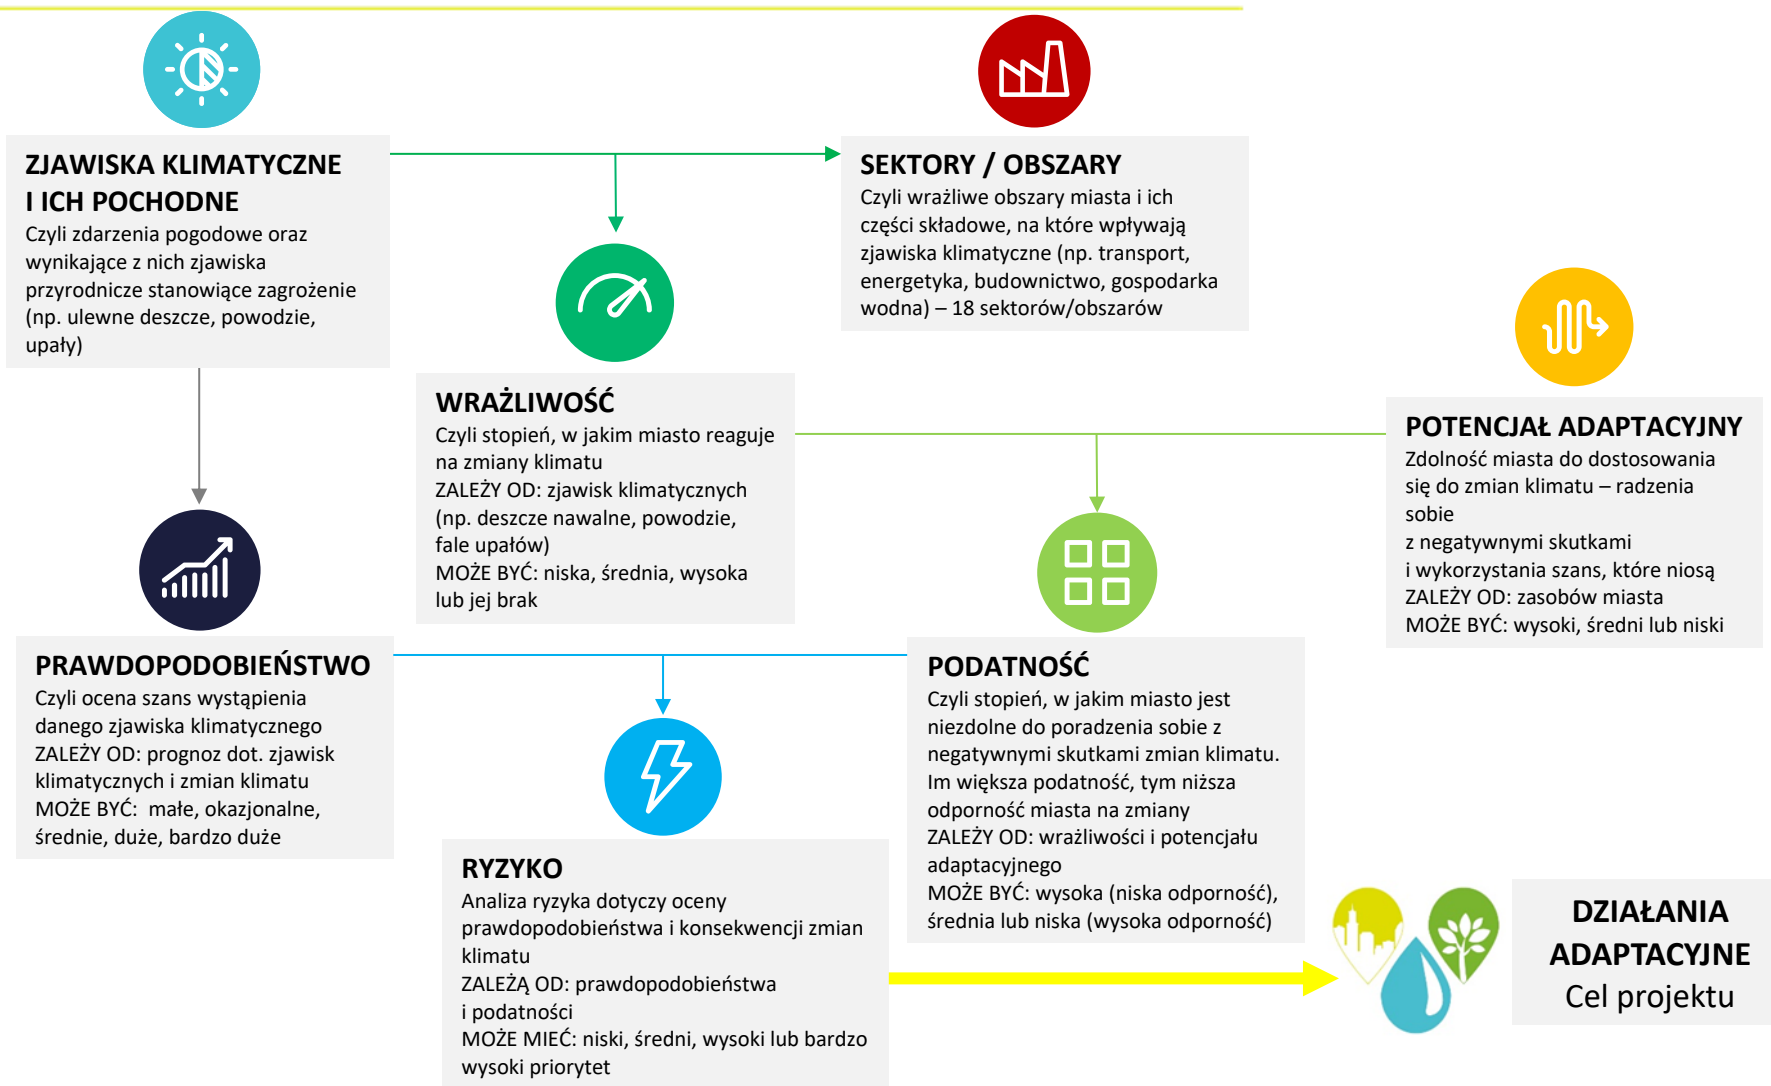 ZJAWISKA KLIMATYCZNE
I ICH POCHODNE
Czyli zdarzenia pogodowe oraz
wynikające z nich zjawiska
przyrodnicze stanowiące zagrożenie
(np. ulewne deszcze, powodzie,
upały)
SEKTORY / OBSZARY
Czyli wrażliwe obszary miasta i ich
części składowe, na które wpływają
zjawiska klimatyczne (np. transport,
energetyka, budownictwo, gospodarka
wodna) – 18 sektorów/obszarów
WRAŻLIWOŚĆ
Czyli stopień, w jakim miasto reaguje
na zmiany klimatu
ZALEŻY OD: zjawisk klimatycznych
(np. deszcze nawalne, powodzie,
fale upałów)
MOŻE BYĆ: niska, średnia, wysoka
lub jej brak
POTENCJAŁ ADAPTACYJNY
Zdolność miasta do dostosowania
się do zmian klimatu – radzenia
sobie
z negatywnymi skutkami
i wykorzystania szans, które niosą
ZALEŻY OD: zasobów miasta
MOŻE BYĆ: wysoki, średni lub niski
PRAWDOPODOBIEŃSTWO
Czyli ocena szans wystąpienia
danego zjawiska klimatycznego
ZALEŻY OD: prognoz dot. zjawisk
klimatycznych i zmian klimatu
MOŻE BYĆ: małe, okazjonalne,
średnie, duże, bardzo duże
PODATNOŚĆ
Czyli stopień, w jakim miasto jest
niezdolne do poradzenia sobie z
negatywnymi skutkami zmian klimatu.
Im większa podatność, tym niższa
odporność miasta na zmiany
ZALEŻY OD: wrażliwości i potencjału
adaptacyjnego
MOŻE BYĆ: wysoka (niska odporność),
średnia lub niska (wysoka odporność)
RYZYKO
Analiza ryzyka dotyczy oceny
prawdopodobieństwa i konsekwencji zmian
klimatu
ZALEŻĄ OD: prawdopodobieństwa
i podatności
MOŻE MIEĆ: niski, średni, wysoki lub bardzo
wysoki priorytet
DZIAŁANIA
ADAPTACYJNE
Cel projektu